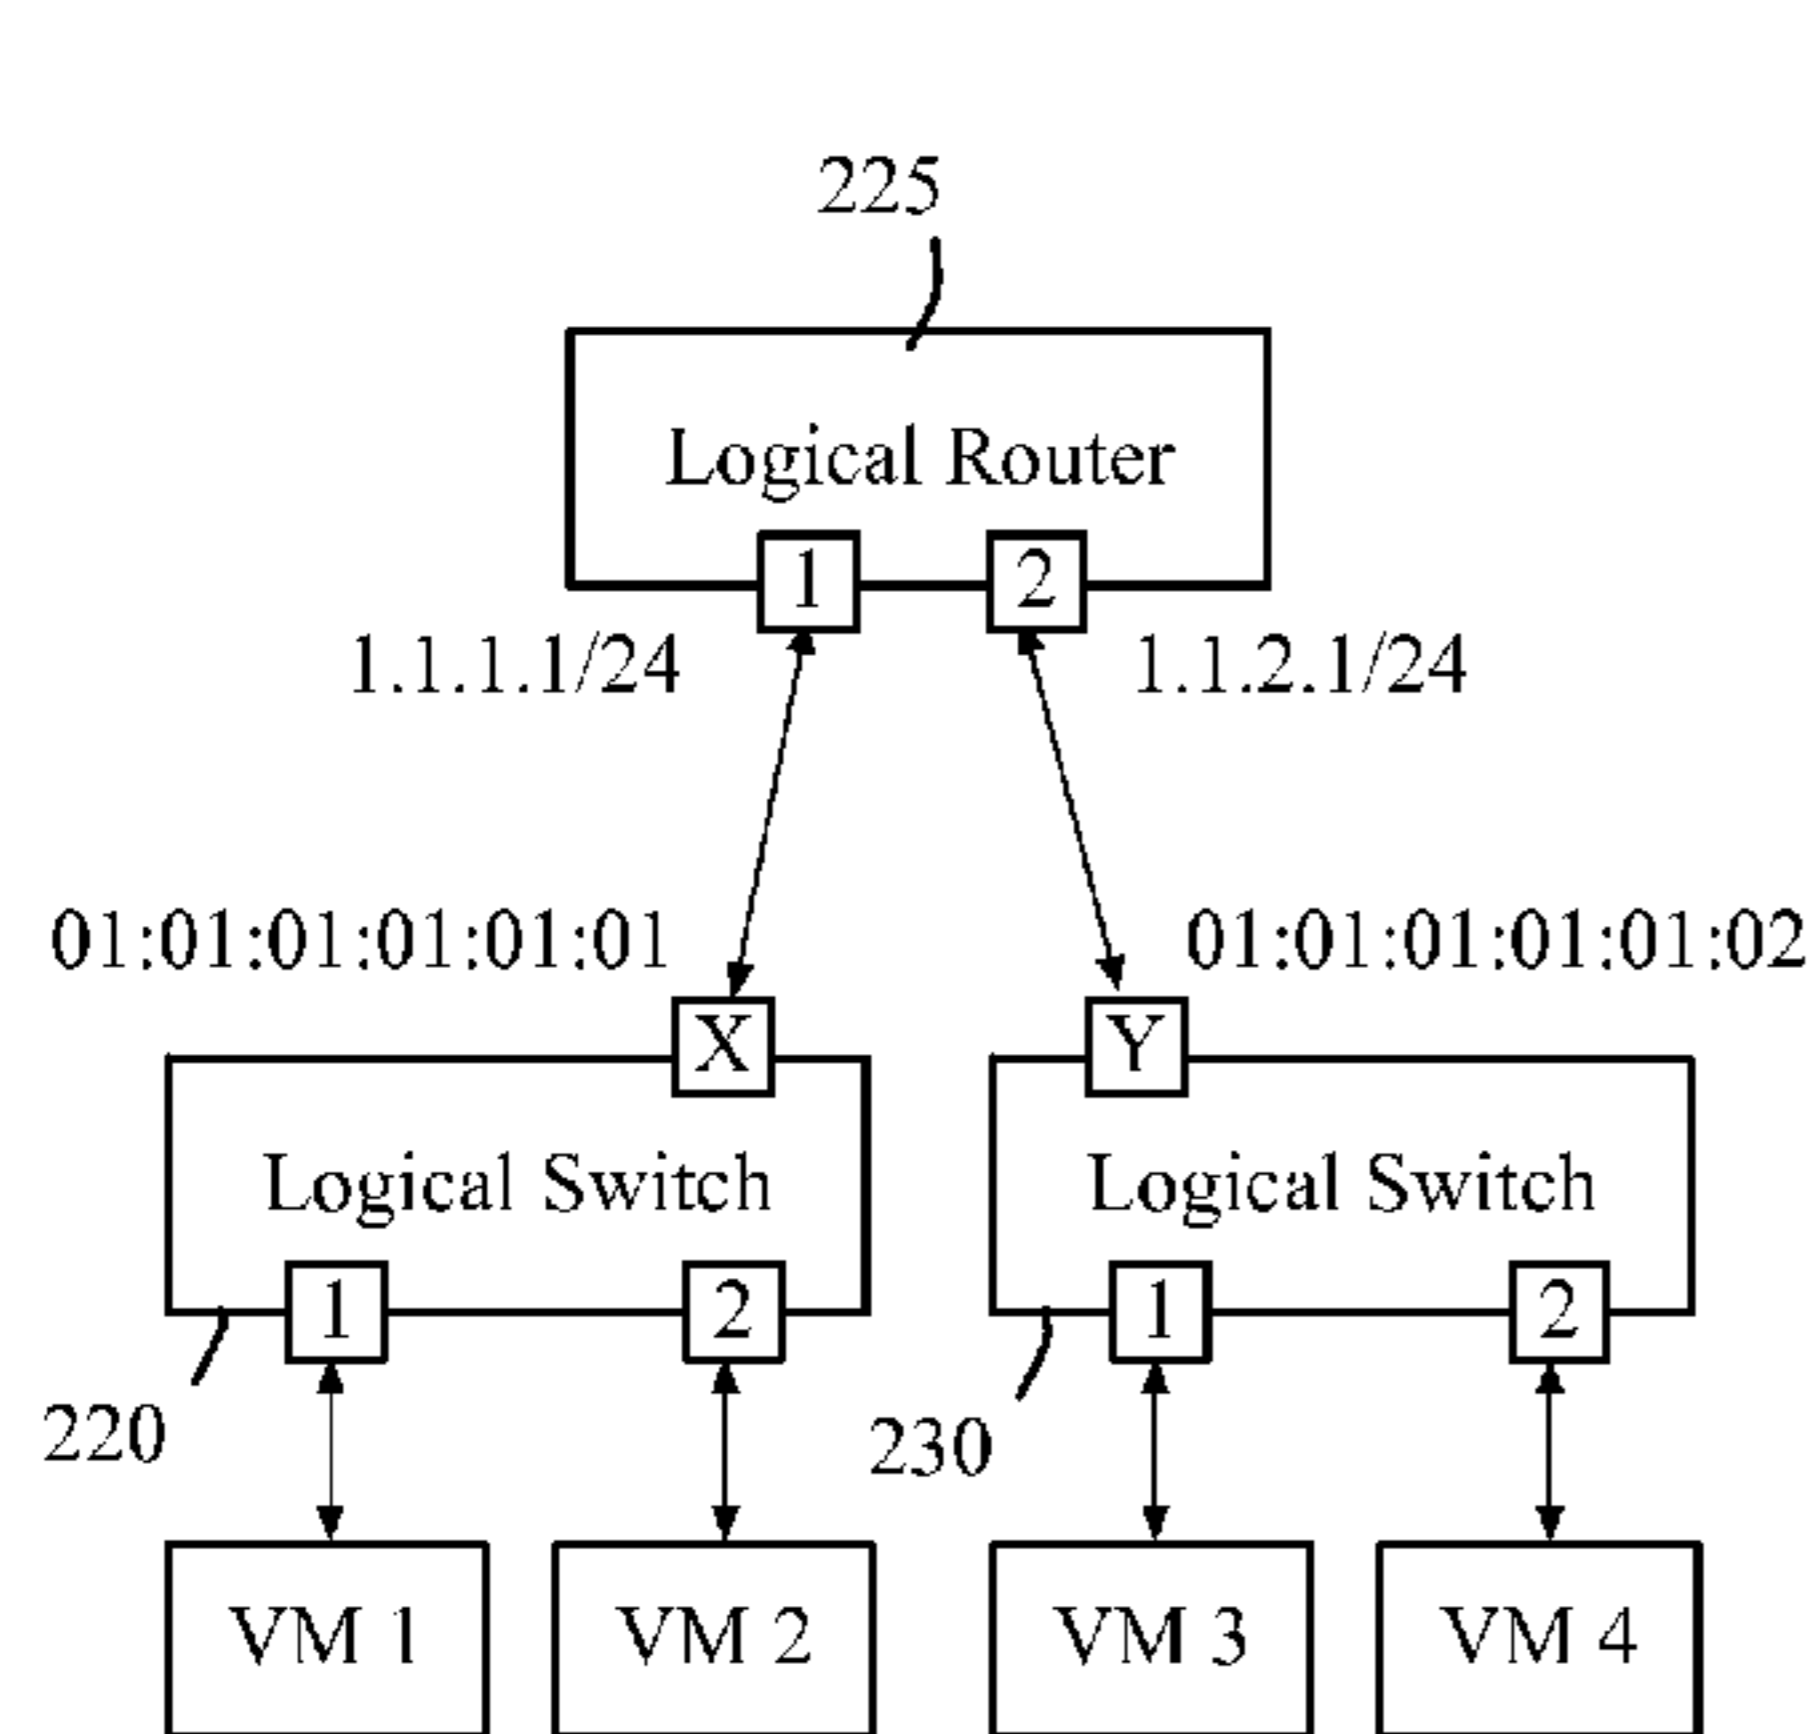 225
Logical Router
1 2
1.1.1.1/24 1.1.2.1/24
01:01:01:01:01:01 01:01:01:01:01:02
X Y
Logical Switch Logical Switch
1 2 1 2
220 230
VM 1 VM 2 VM 3 VM 4